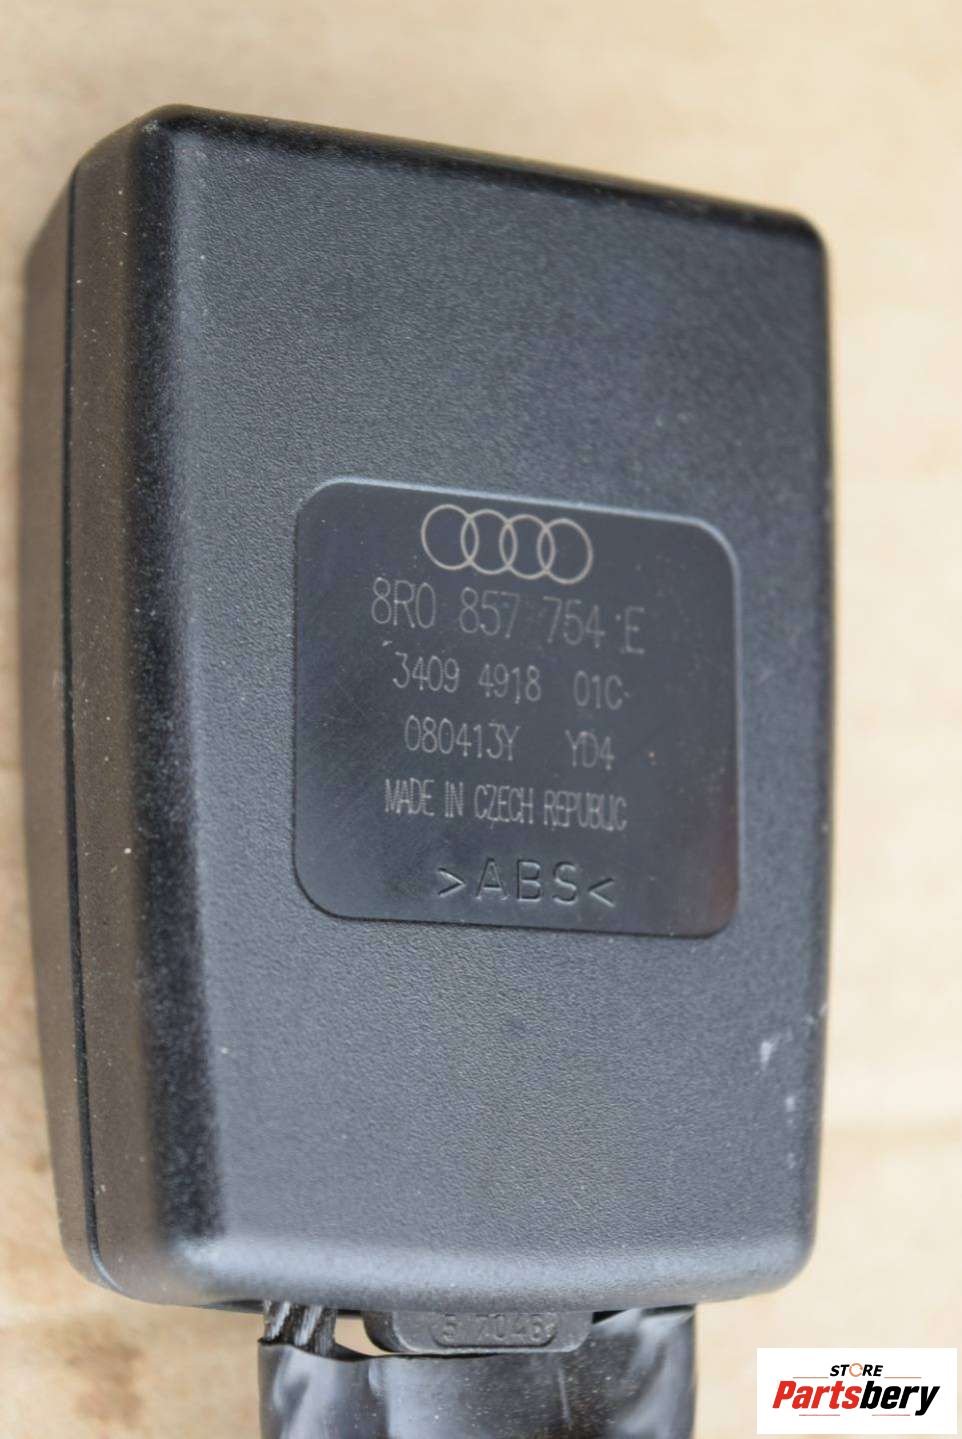 8R0 857 754 E
3409 4918 01C
080413Y YD4
MADE IN CZECH REPUBLIC
>ABS<
STORE
Partsbery